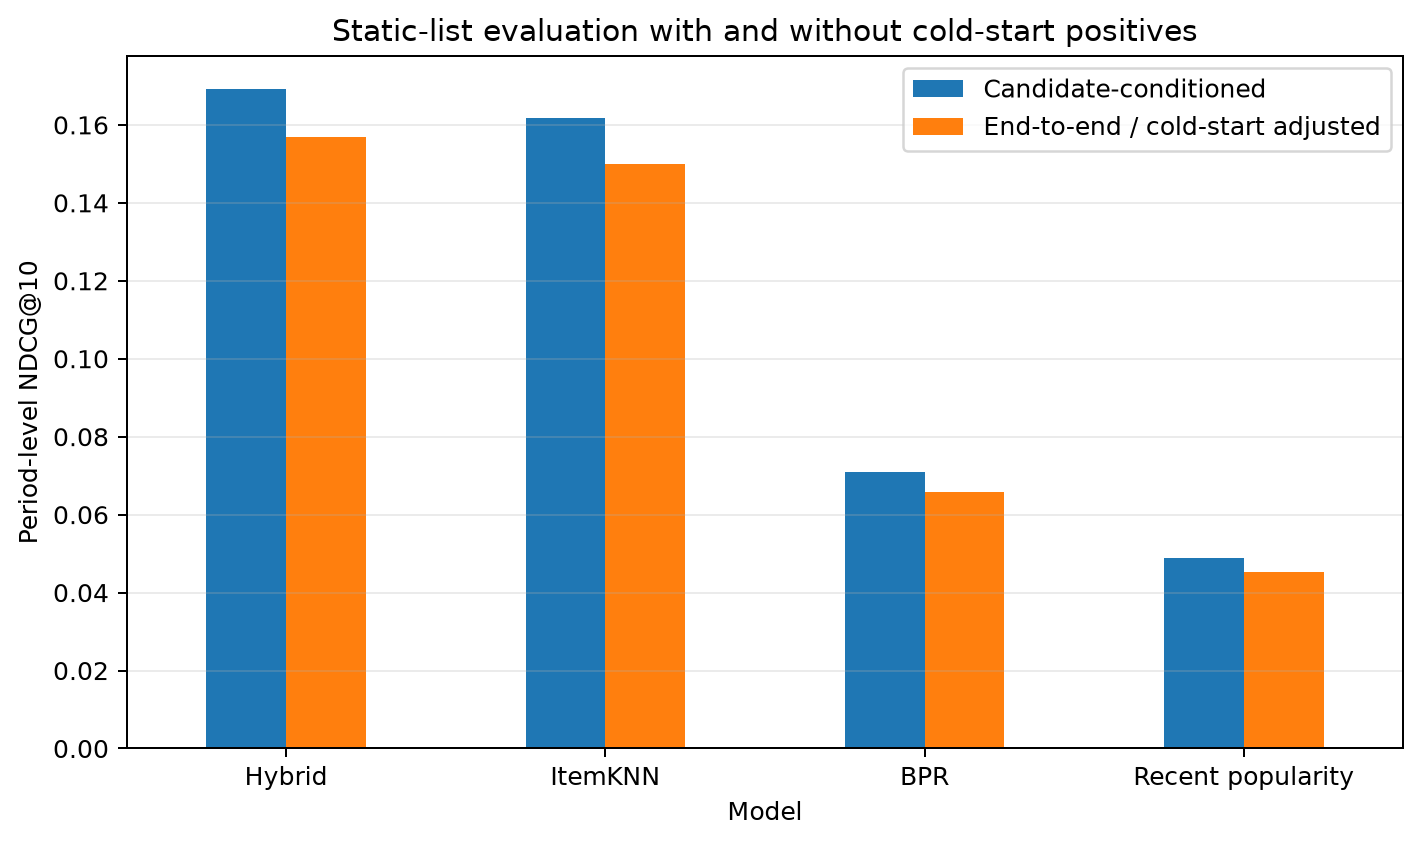 Static-list evaluation with and without cold-start positives
Candidate-conditioned
End-to-end / cold-start adjusted
Period-level NDCG@10
0.16
0.14
0.12
0.10
0.08
0.06
0.04
0.02
0.00
Hybrid
ItemKNN
BPR
Recent popularity
Model